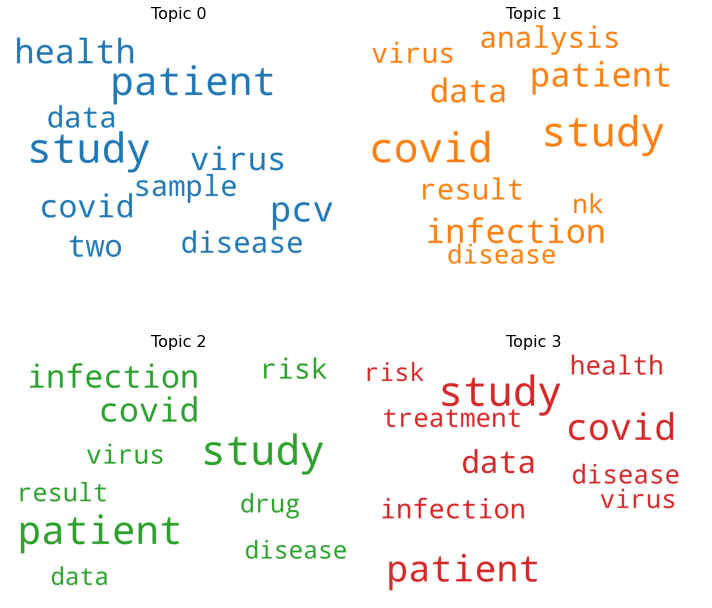 Topic 0
health
patient
data
study
virus
sample
covid
pcv
two
disease
Topic 1
analysis
virus
patient
data
study
covid
result
nk
infection
disease
Topic 2
risk
infection
covid
virus
study
result
drug
patient
disease
data
Topic 3
health
risk
study
treatment
covid
data
disease
virus
infection
patient